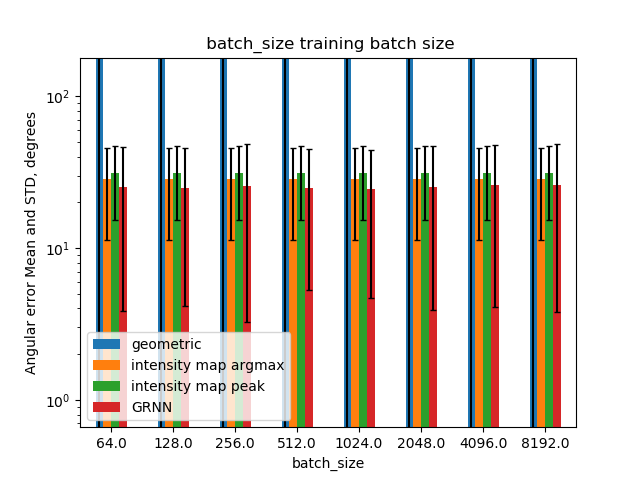 batch_size training batch size
Angular error Mean and STD, degrees
10²
10¹
10⁰
geometric
intensity map argmax
intensity map peak
GRNN
64.0 128.0 256.0 512.0 1024.0 2048.0 4096.0 8192.0
batch_size